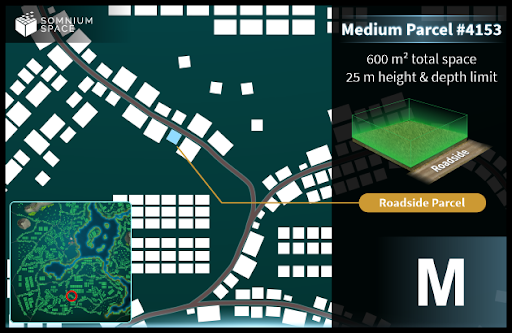 SOMNIUM
SPACE
Medium Parcel #4153
600 m² total space
25 m height & depth limit
Roadside
Roadside Parcel
M